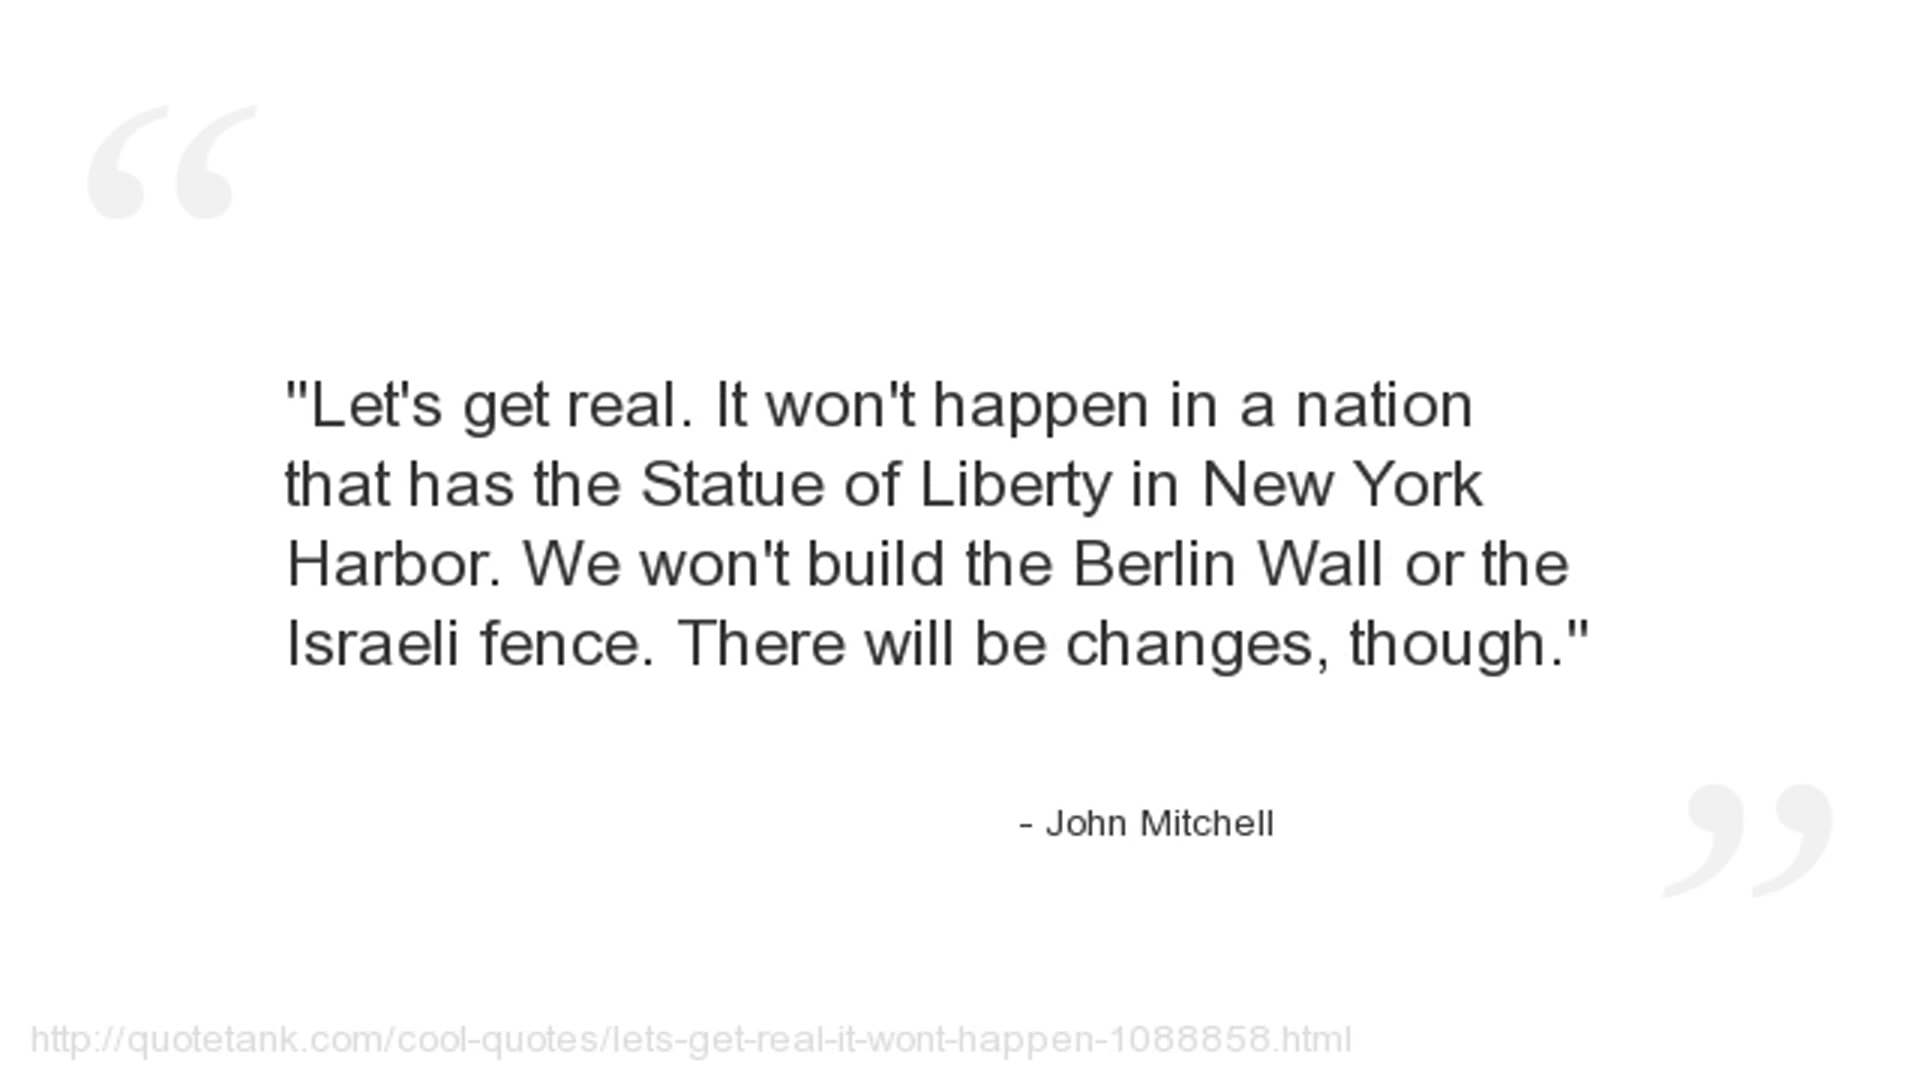 "Let's get real. It won't happen in a nation
that has the Statue of Liberty in New York
Harbor. We won't build the Berlin Wall or the
Israeli fence. There will be changes, though."
- John Mitchell
http://quotetank.com/cool-quotes/lets-get-real-it-wont-happen-1088858.html